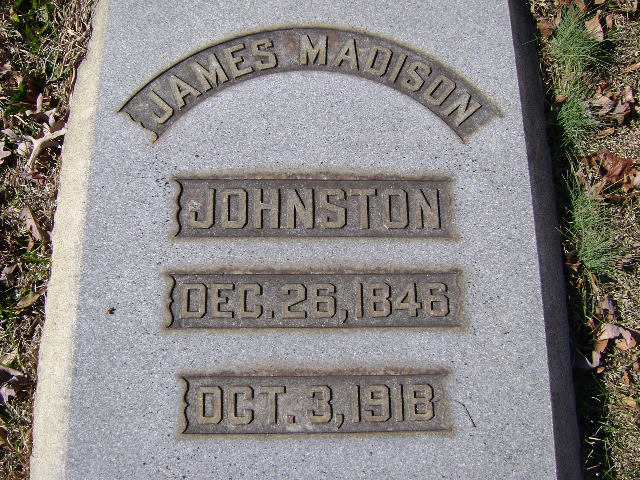 JAMES MADISON
JOHNSTON
DEC. 26, 1846
OCT. 3, 1918